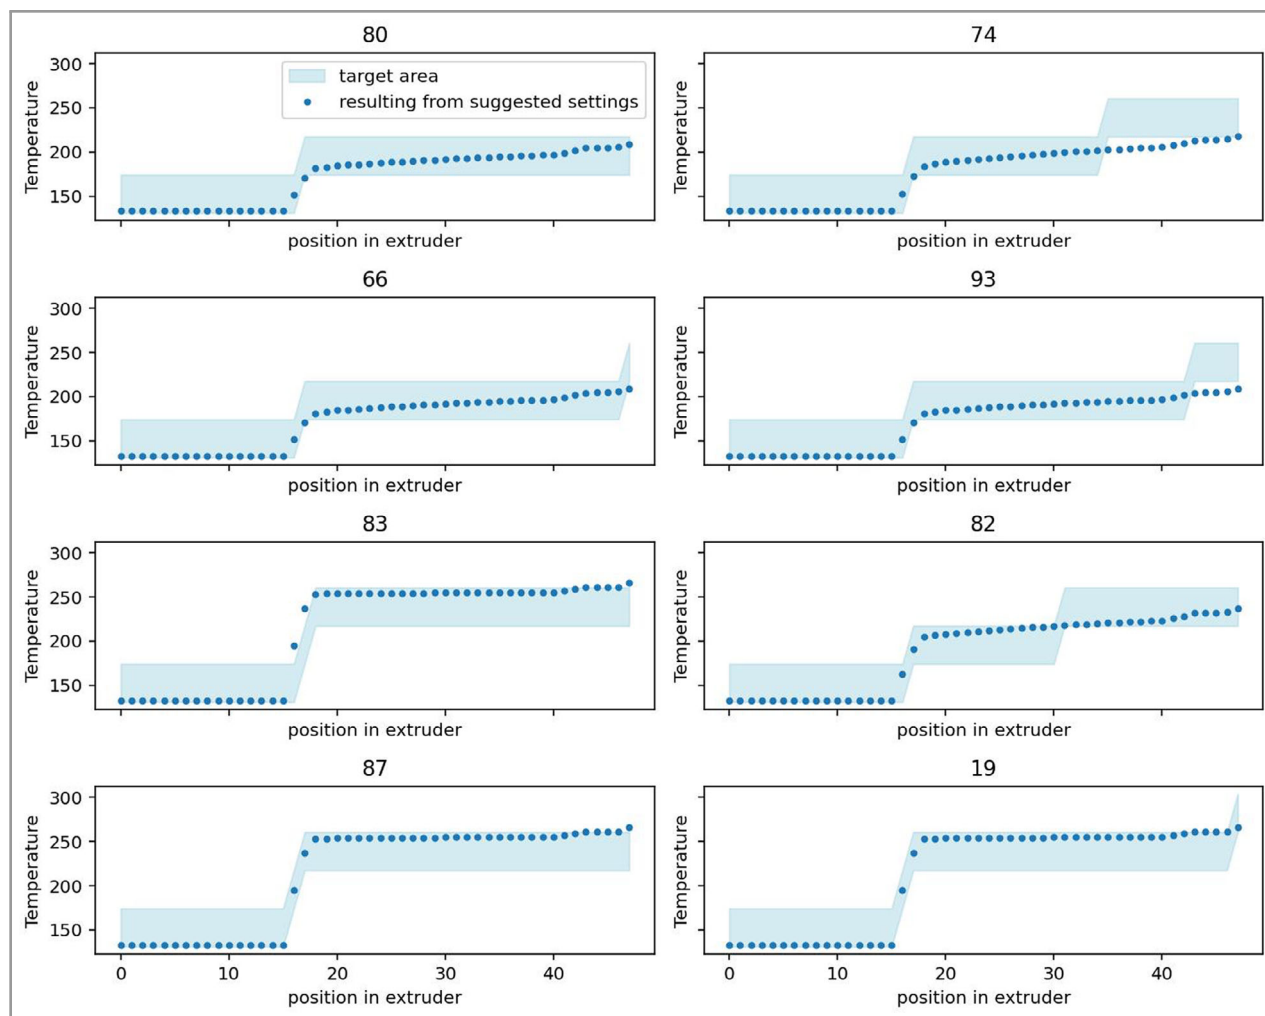 80
74
300
250
200
150
Temperature
target area
resulting from suggested settings
Temperature
position in extruder
position in extruder
66
93
300
250
200
150
Temperature
Temperature
position in extruder
position in extruder
83
82
300
250
200
150
Temperature
Temperature
position in extruder
position in extruder
87
19
300
250
200
150
Temperature
Temperature
0 10 20 30 40
0 10 20 30 40
position in extruder
position in extruder